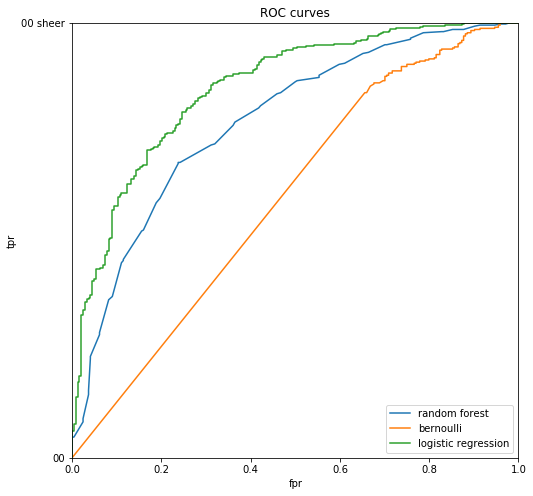 ROC curves
00 sheer
tpr
00
0.0 0.2 0.4 0.6 0.8 1.0
fpr
random forest
bernoulli
logistic regression